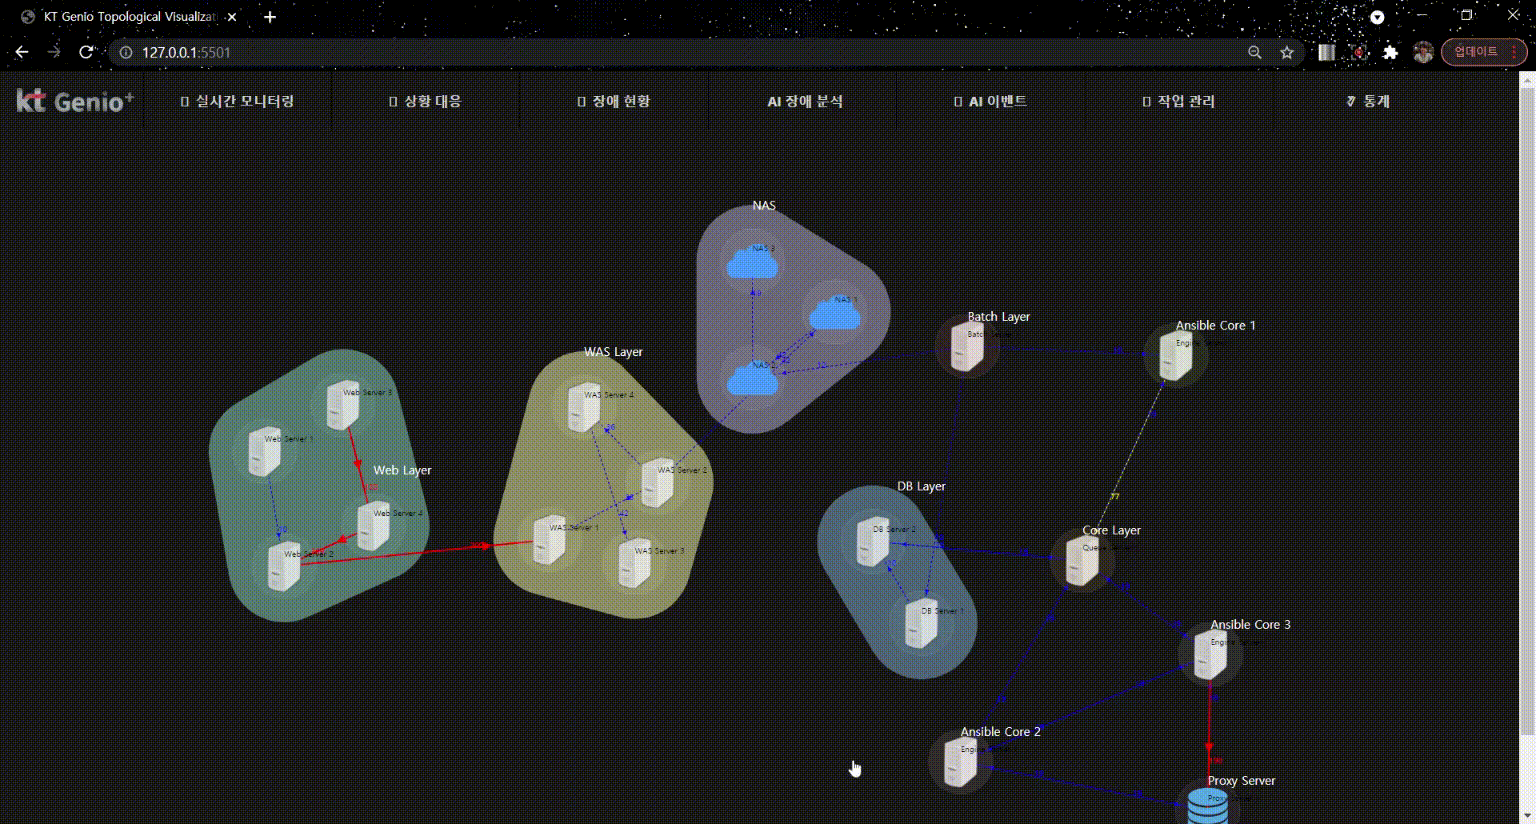 KT Genio Topological Visualizat
127.0.0.1:5501
업데이트
kt Genio+
실시간 모니터링
상황 대응
장애 현황
AI 장애 분석
AI 이벤트
작업 관리
통계
NAS
NAS 3
NAS 1
NAS 2
Batch Layer
Ansible Core 1
WAS Layer
WAS Server 4
WAS Server 2
WAS Server 1
WAS Server 3
Web Server 3
Web Server 1
Web Layer
Web Server 4
Web Server 2
DB Layer
DB Server 2
DB Server 1
Core Layer
Ansible Core 3
Ansible Core 2
Proxy Server